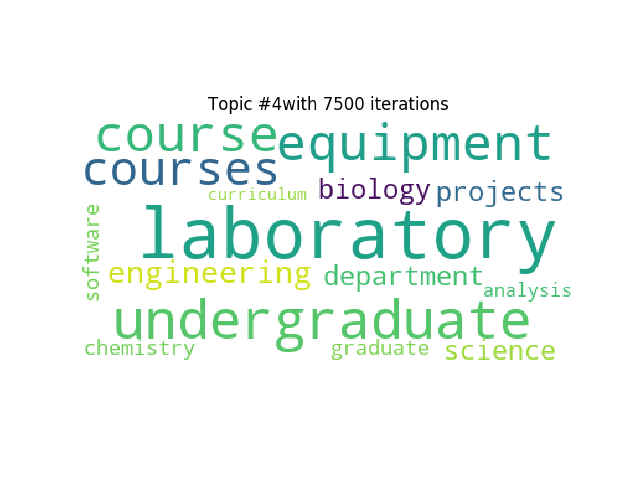 Topic #4with 7500 iterations
course
equipment
courses
curriculum
biology
projects
laboratory
software
engineering
department
analysis
undergraduate
chemistry
graduate
science